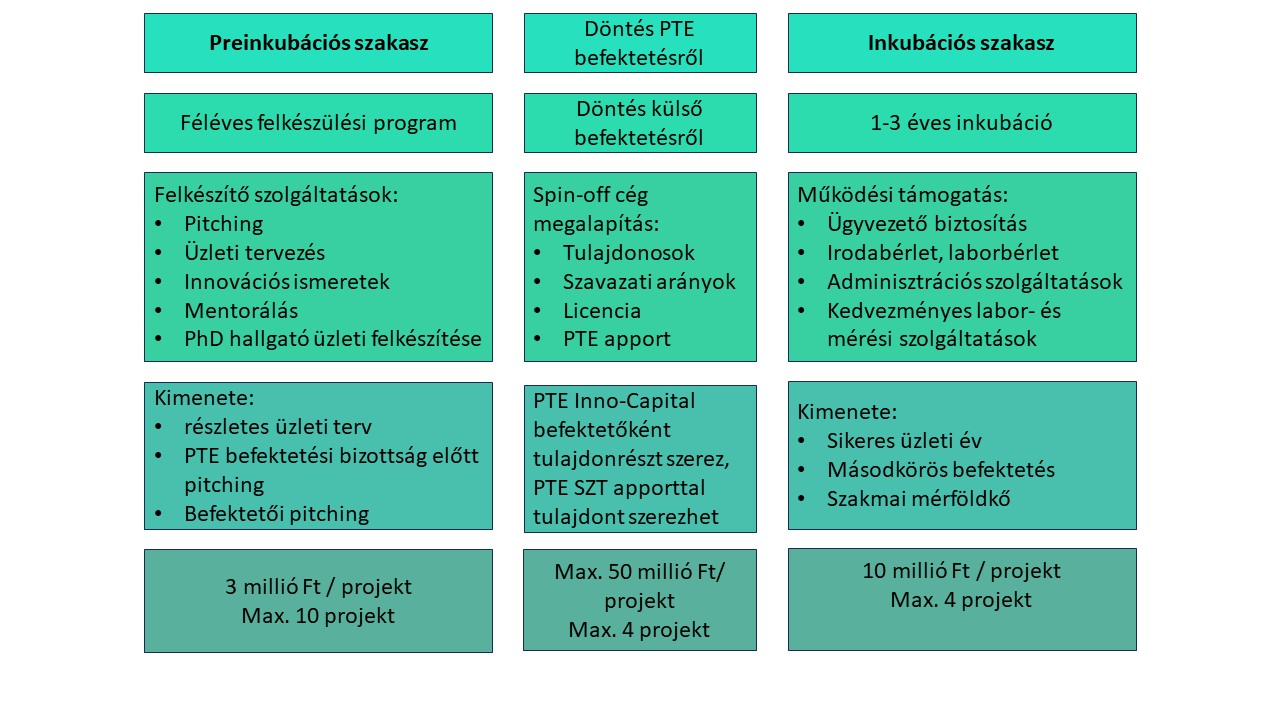 Preinkubációs szakasz
Döntés PTE
befektetésről
Inkubációs szakasz
Féléves felkészülési program
Döntés külső
befektetésről
1-3 éves inkubáció
Felkészítő szolgáltatások:
• Pitching
• Üzleti tervezés
• Innovációs ismeretek
• Mentorálás
• PhD hallgató üzleti felkészítése
Spin-off cég
megalapítás:
• Tulajdonosok
• Szavazati arányok
• Licencia
• PTE apport
Működési támogatás:
• Ügyvezető biztosítás
• Irodabérlet, laborbérlet
• Adminisztrációs szolgáltatások
• Kedvezményes labor- és
mérési szolgáltatások
Kimenete:
• részletes üzleti terv
• PTE befektetési bizottság előtt
pitching
• Befektetői pitching
PTE Inno-Capital
befektetőként
tulajdonrészt szerez,
PTE SZT apporttal
tulajdont szerezhet
Kimenete:
• Sikeres üzleti év
• Másodkörös befektetés
• Szakmai mérföldkő
3 millió Ft / projekt
Max. 10 projekt
Max. 50 millió Ft/
projekt
Max. 4 projekt
10 millió Ft / projekt
Max. 4 projekt